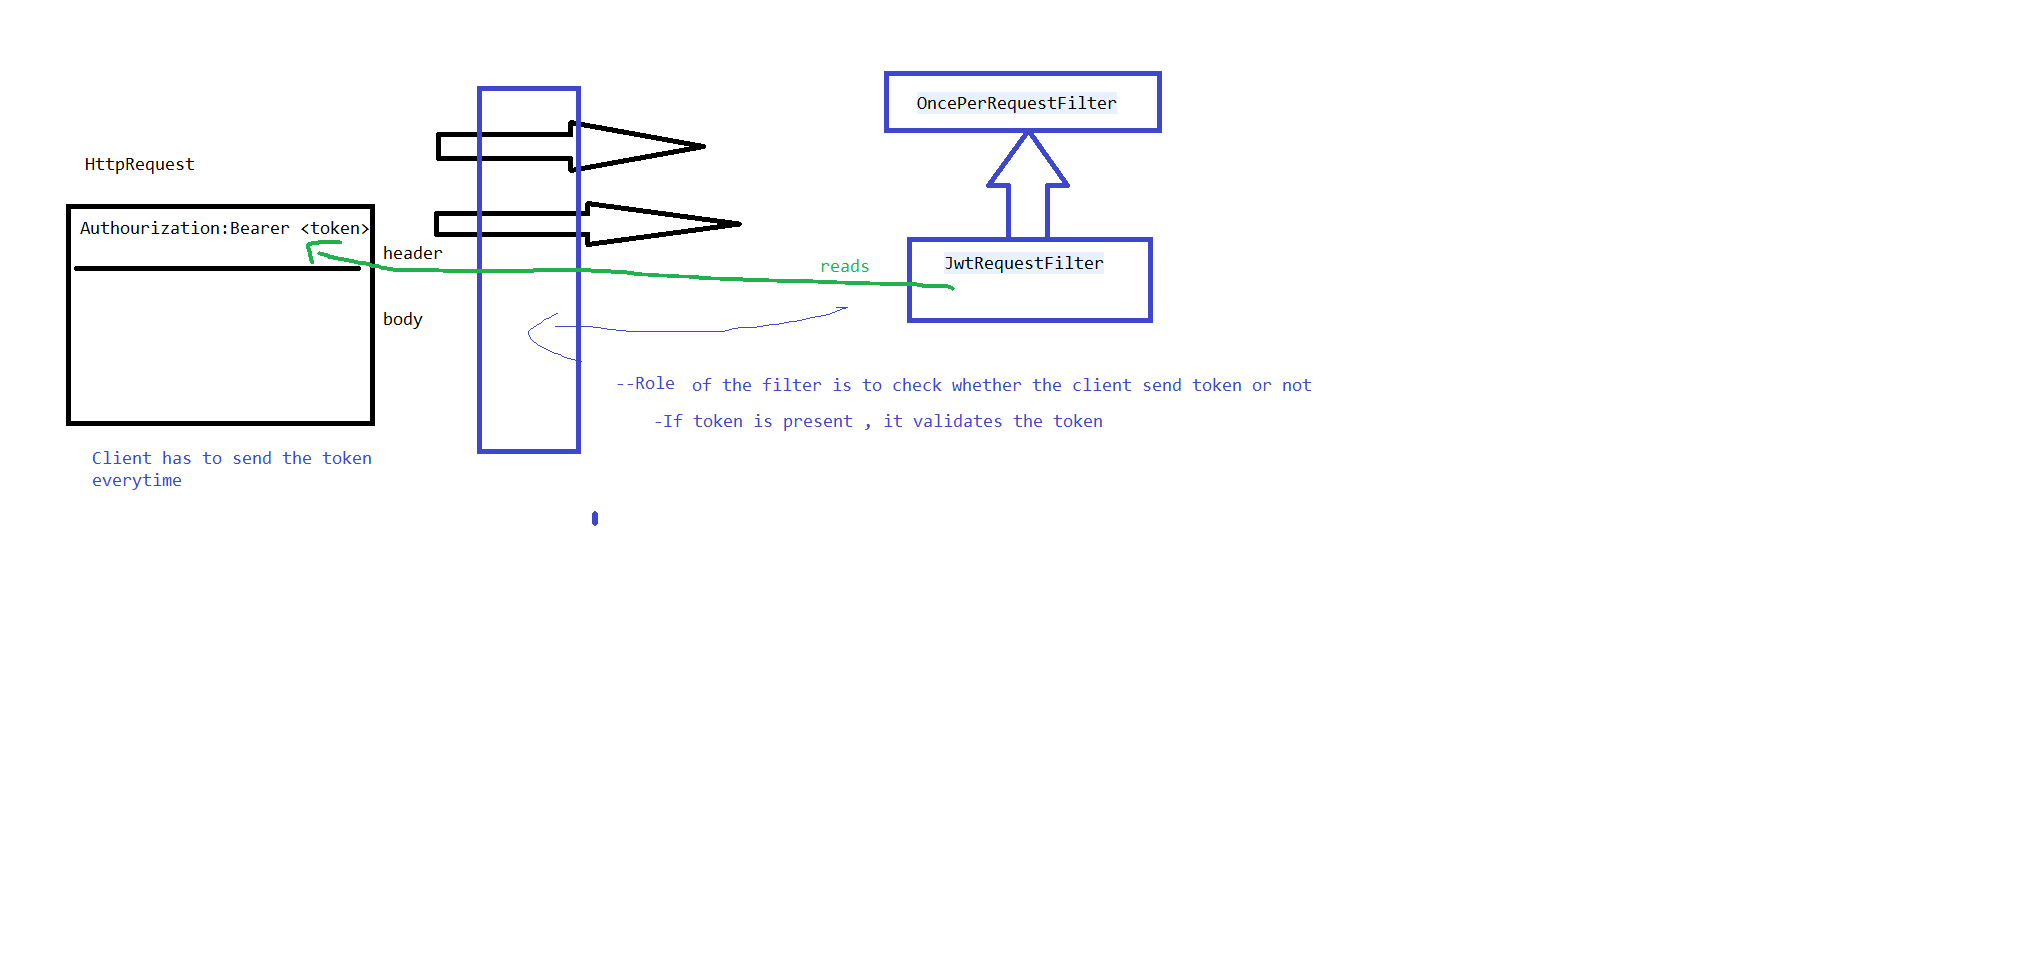 OncePerRequestFilter
HttpRequest
Authourization:Bearer <token>
header
JwtRequestFilter
reads
body
--Role of the filter is to check whether the client send token or not
-If token is present , it validates the token
Client has to send the token
everytime